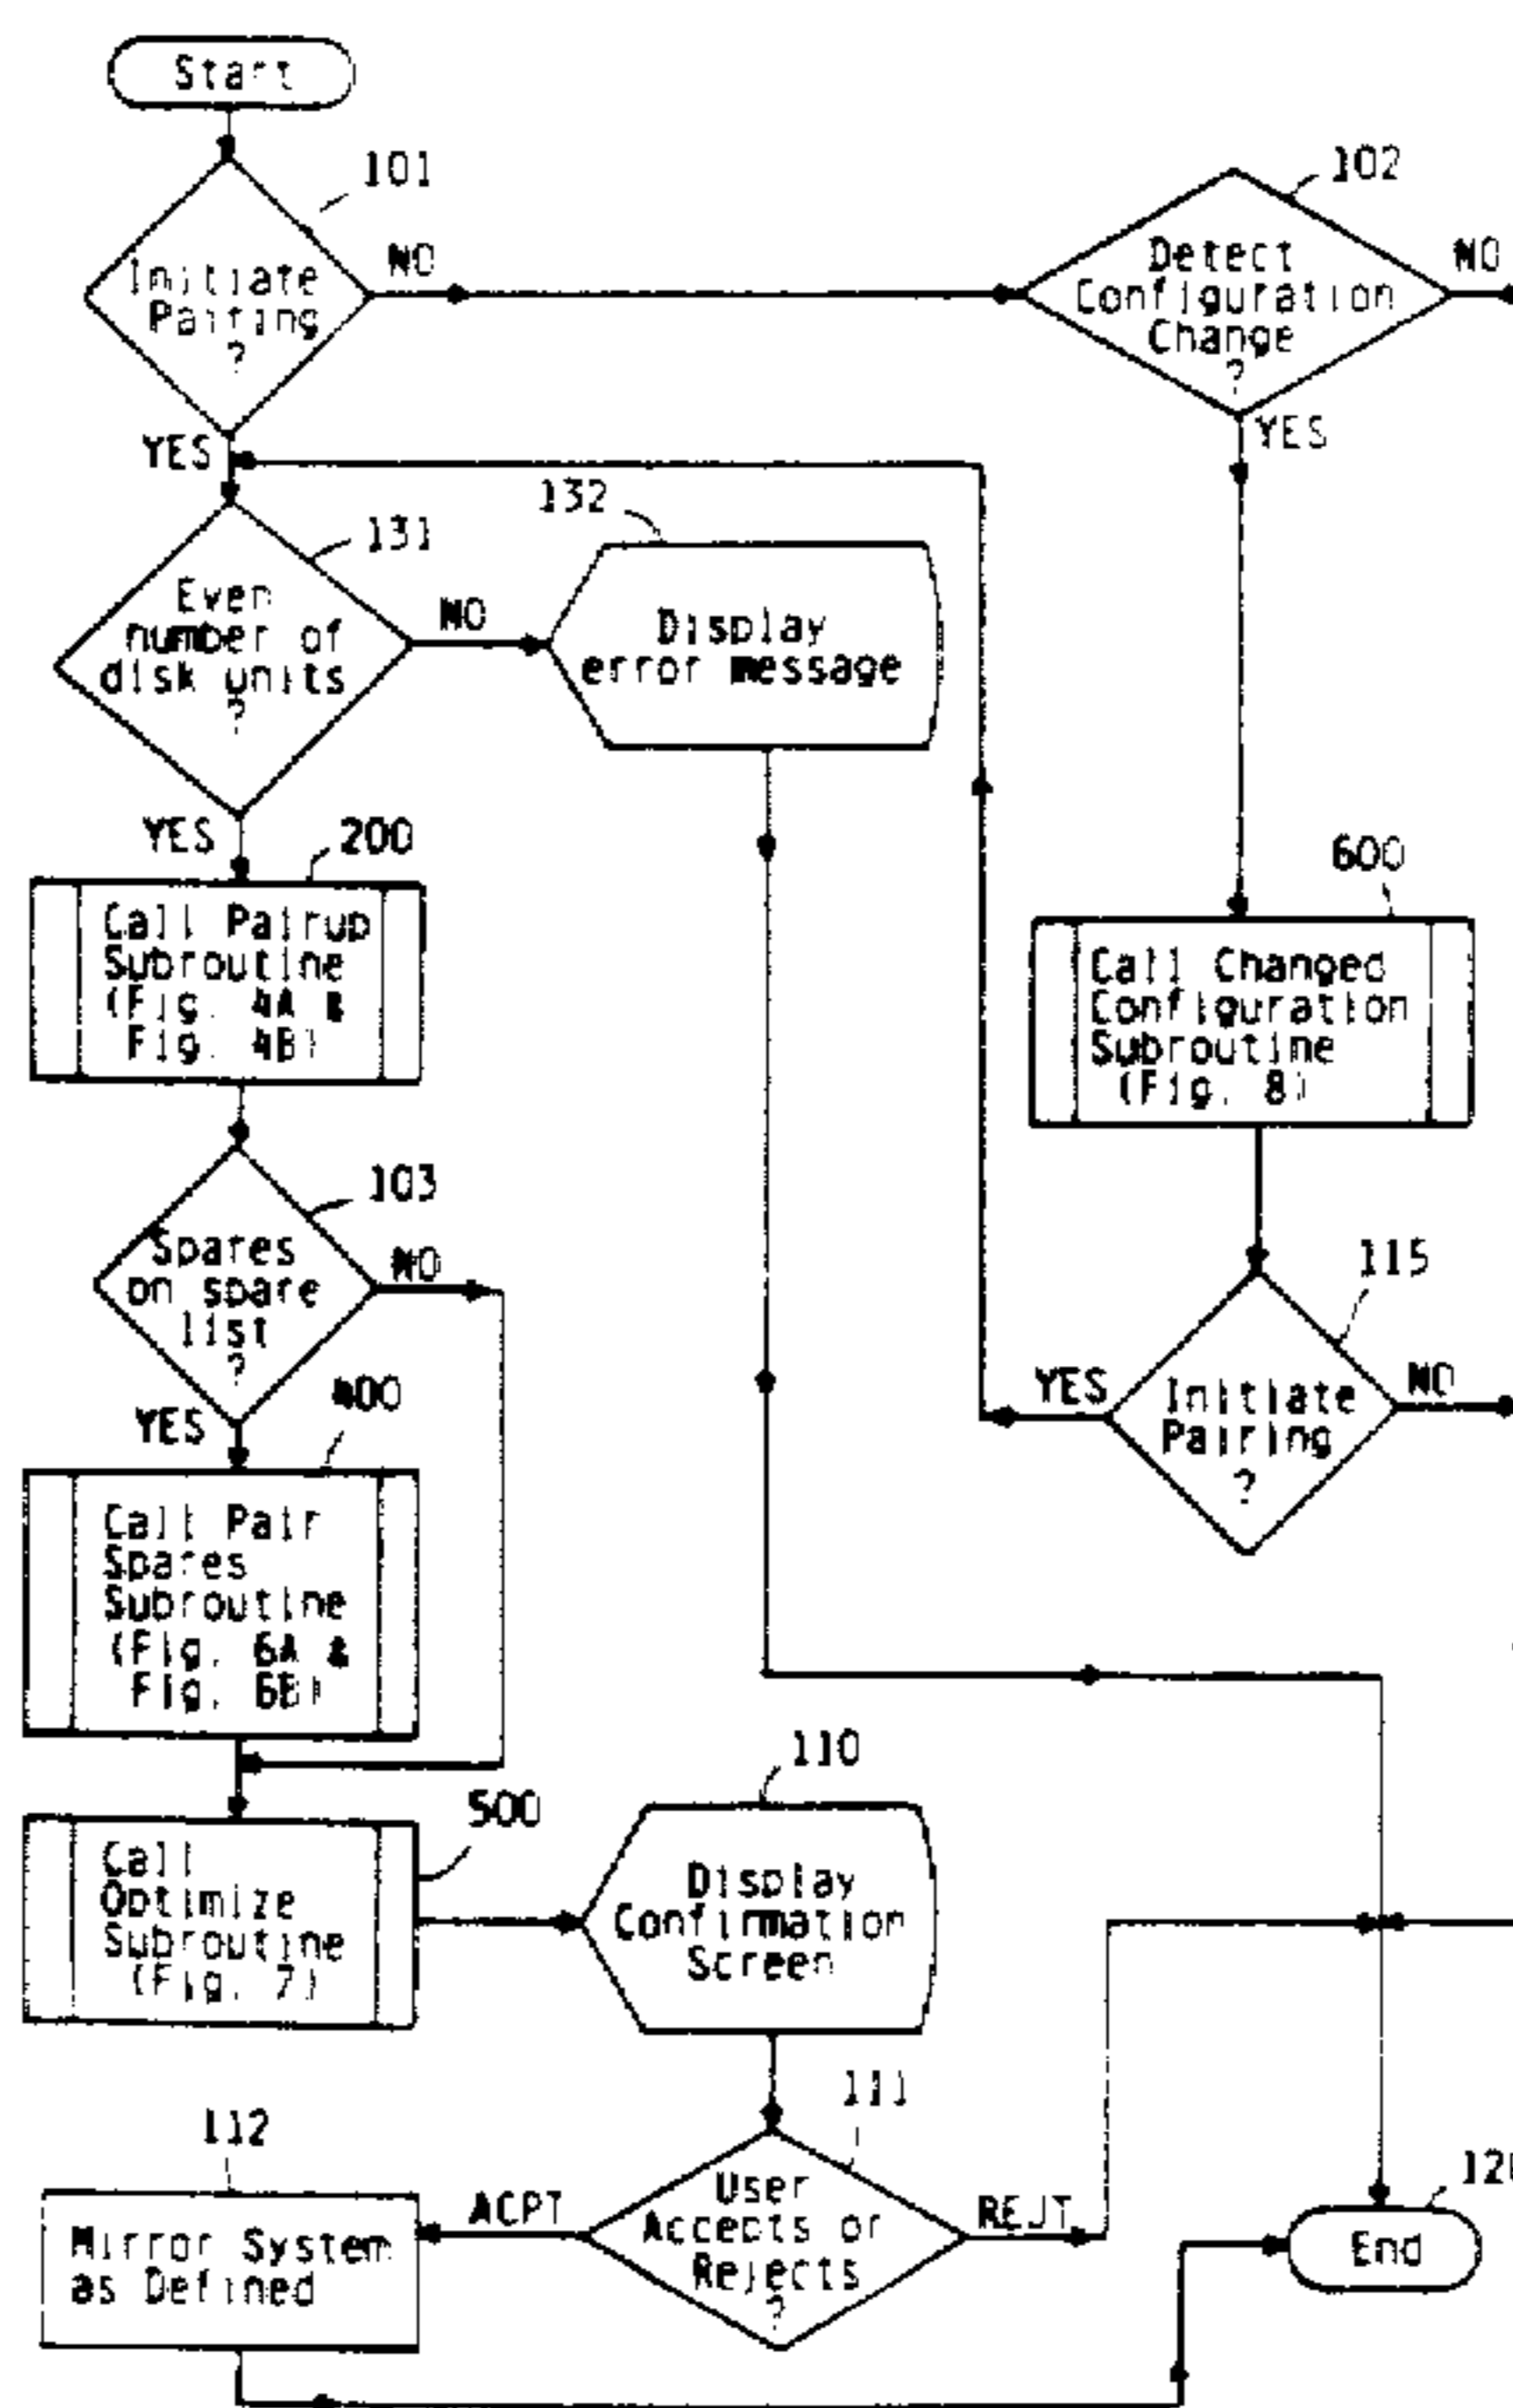 Start
101
102
Initiate
Pairing
?
NO
Detect
Configuration
Change
?
NO
YES
YES
131
132
Even
number of
disk units
?
NO
Display
error message
YES
200
600
Call Pairup
Subroutine
(Fig. 4A &
Fig. 4B)
Call Changed
Configuration
Subroutine
(Fig. 8)
103
Spares
on spare
list
?
NO
115
YES
Initiate
Pairing
?
NO
YES
400
Call Pair
Spares
Subroutine
(Fig. 6A &
Fig. 6B)
110
500
Call
Optimize
Subroutine
(Fig. 7)
Display
Confirmation
Screen
111
112
120
User
Accepts or
Rejects
?
ACPT
REJT
Mirror System
as Defined
End